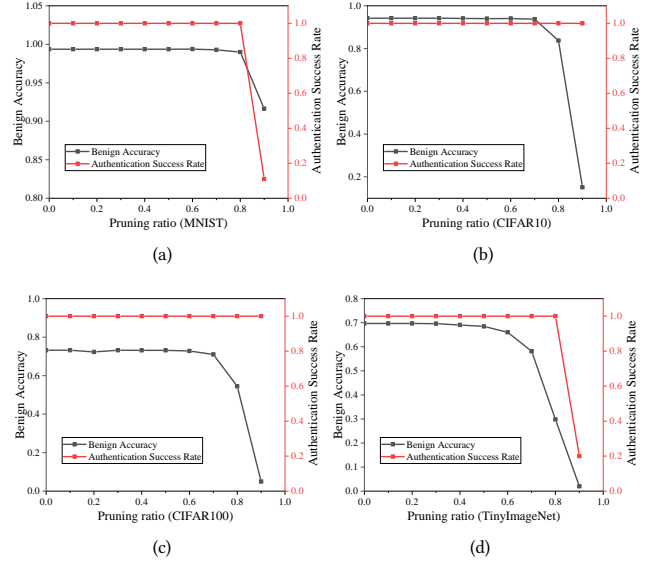 1.05
1.00
0.95
0.90
0.85
0.80
Benign Accuracy
1.0
0.8
0.6
0.4
0.2
0.0
Authentication Success Rate
Benign Accuracy
Authentication Success Rate
0.0 0.2 0.4 0.6 0.8 1.0
Pruning ratio (MNIST)
(a)
1.0
0.8
0.6
0.4
0.2
Benign Accuracy
1.0
0.8
0.6
0.4
0.2
0.0
Authentication Success Rate
Benign Accuracy
Authentication Success Rate
0.0 0.2 0.4 0.6 0.8 1.0
Pruning ratio (CIFAR10)
(b)
1.0
0.8
0.6
0.4
0.2
0.0
Benign Accuracy
1.0
0.8
0.6
0.4
0.2
0.0
Authentication Success Rate
Benign Accuracy
Authentication Success Rate
0.0 0.2 0.4 0.6 0.8 1.0
Pruning ratio (CIFAR100)
(c)
0.8
0.7
0.6
0.5
0.4
0.3
0.2
0.1
0.0
Benign Accuracy
1.0
0.8
0.6
0.4
0.2
0.0
Authentication Success Rate
Benign Accuracy
Authentication Success Rate
0.0 0.2 0.4 0.6 0.8 1.0
Pruning ratio (TinyImageNet)
(d)